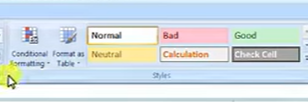 Normal Bad Good
Conditional Format as Neutral Calculation Check Cell
Formatting Table
Styles